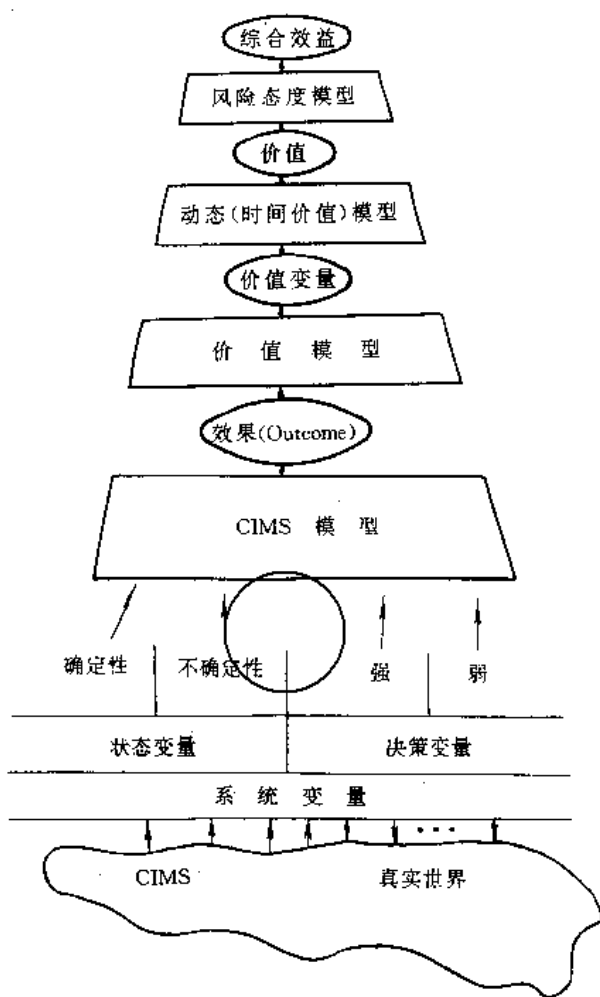 综合效益
风险态度模型
价值
动态(时间价值)模型
价值变量
价值模型
效果(Outcome)
CIMS 模型
确定性 不确定性 强 弱
状态变量 决策变量
系统变量
CIMS 真实世界